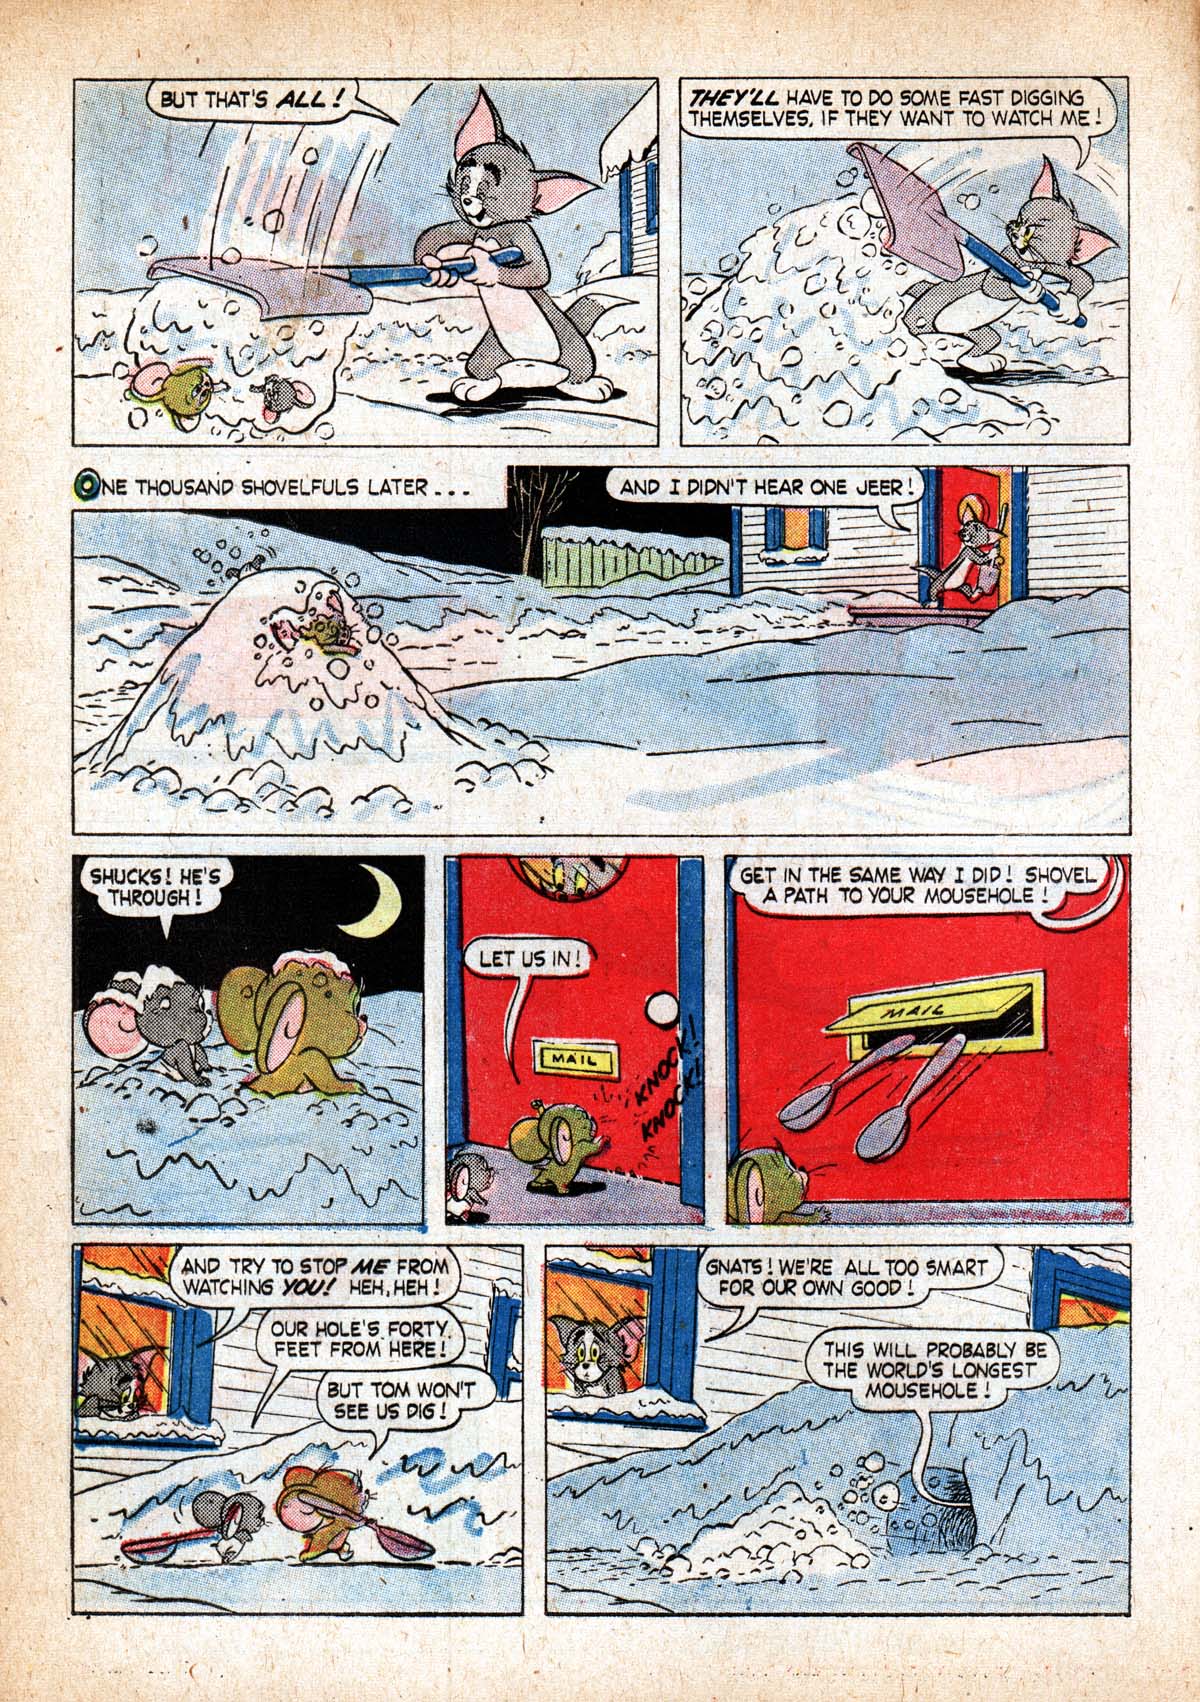 BUT THAT'S ALL!
THEY'LL HAVE TO DO SOME FAST DIGGING
THEMSELVES, IF THEY WANT TO WATCH ME!
ONE THOUSAND SHOVELFULS LATER...
AND I DIDN'T HEAR ONE JEER!
SHUCKS! HE'S
THROUGH!
LET US IN!
MAIL
KNOCK!
KNOCK!
GET IN THE SAME WAY I DID! SHOVEL
A PATH TO YOUR MOUSEHOLE!
MAIL
AND TRY TO STOP ME FROM
WATCHING YOU! HEH, HEH!
OUR HOLE'S FORTY
FEET FROM HERE!
BUT TOM WON'T
SEE US DIG!
GNATS! WE'RE ALL TOO SMART
FOR OUR OWN GOOD!
THIS WILL PROBABLY BE
THE WORLD'S LONGEST
MOUSEHOLE!